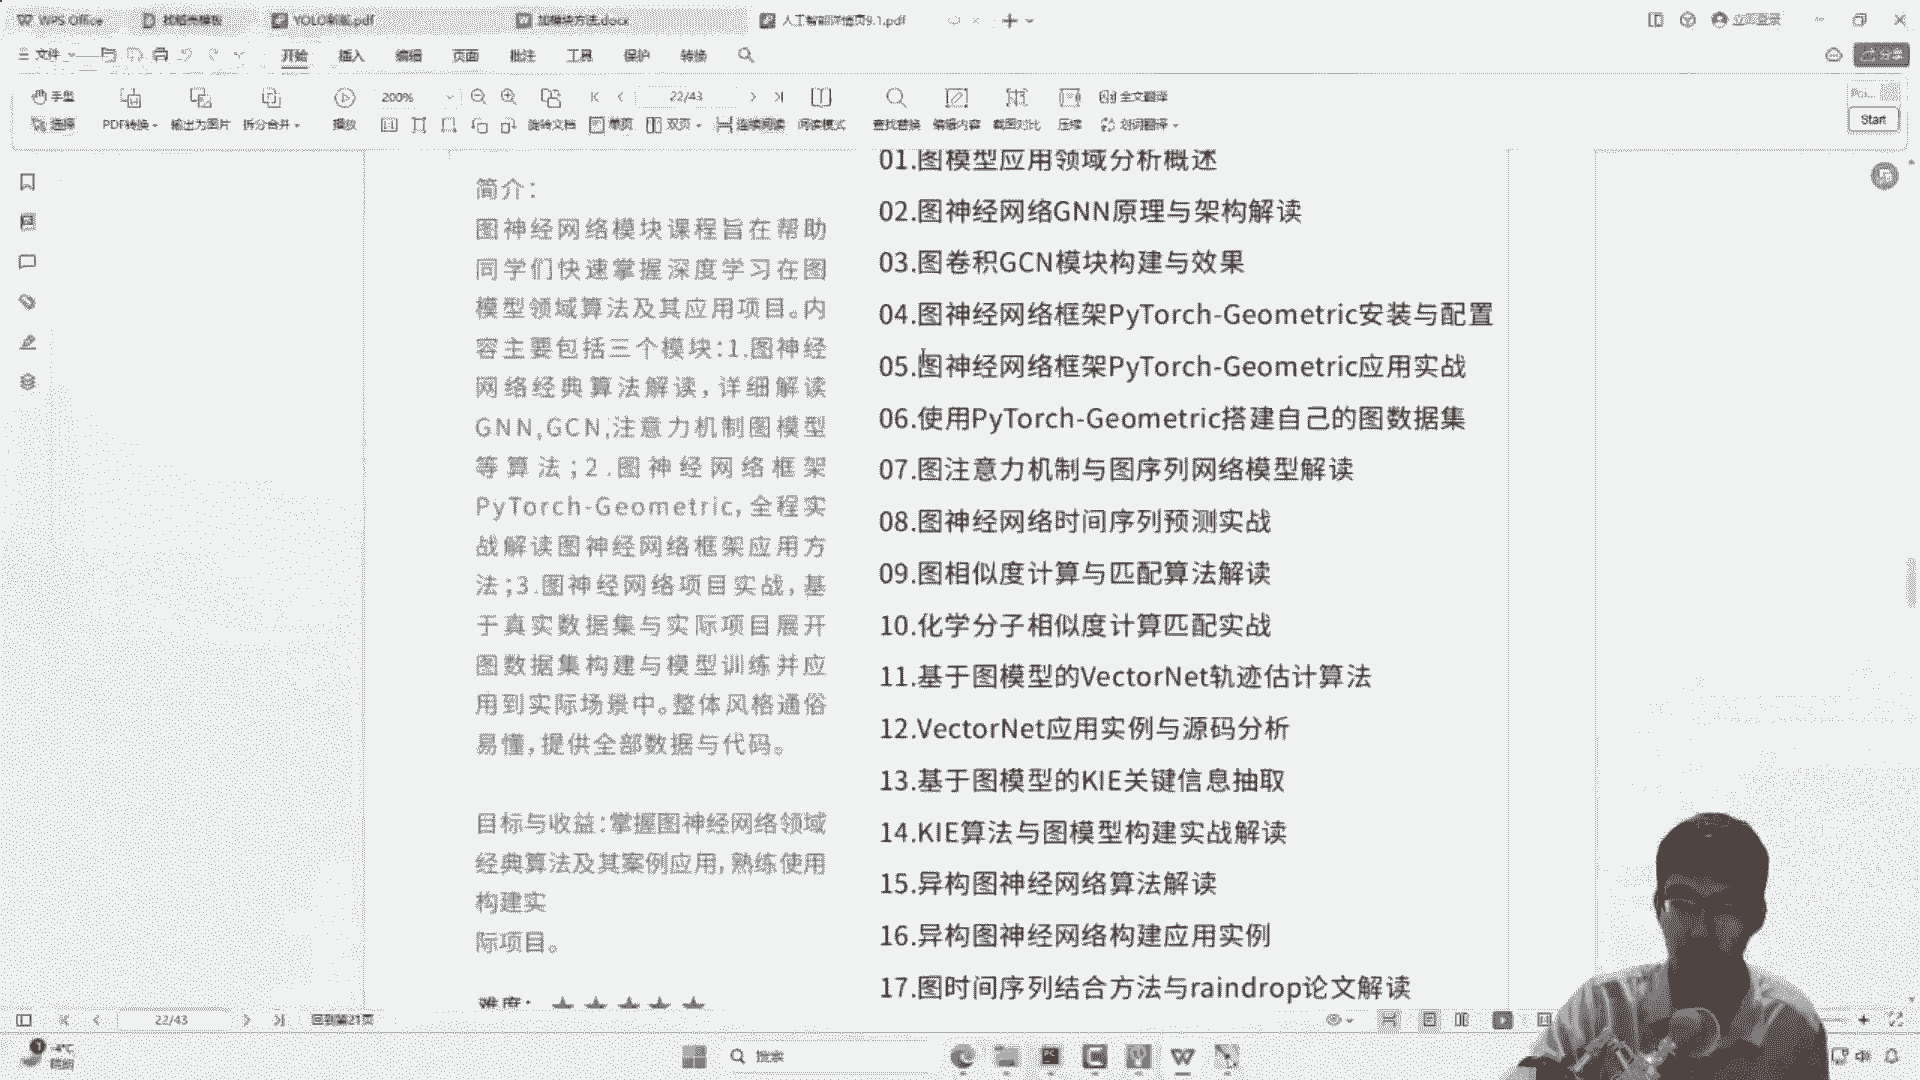 WPS Office
找稻壳模板
YOLO新版.pdf
加模块方法.docx
人工智能详情页9.1.pdf
立即登录
文件
开始
插入
编辑
页面
批注
工具
保护
转换
分享
手型
200%
22/43
全文翻译
选择
PDF转换
输出为图片
拆分合并
播放
旋转文档
单页
双页
连续阅读
阅读模式
查找替换
编辑内容
截图对比
压缩
划词翻译
Start
简介：
图神经网络模块课程旨在帮助
同学们快速掌握深度学习在图
模型领域算法及其应用项目。内
容主要包括三个模块：1.图神经
网络经典算法解读，详细解读
GNN,GCN,注意力机制图模型
等算法；2.图神经网络框架
PyTorch-Geometric，全程实
战解读图神经网络框架应用方
法；3.图神经网络项目实战，基
于真实数据集与实际项目展开
图数据集构建与模型训练并应
用到实际场景中。整体风格通俗
易懂，提供全部数据与代码。
目标与收益：掌握图神经网络领域
经典算法及其案例应用，熟练使用
构建实
际项目。
难度：★★★★★
01.图模型应用领域分析概述
02.图神经网络GNN原理与架构解读
03.图卷积GCN模块构建与效果
04.图神经网络框架PyTorch-Geometric安装与配置
05.图神经网络框架PyTorch-Geometric应用实战
06.使用PyTorch-Geometric搭建自己的图数据集
07.图注意力机制与图序列网络模型解读
08.图神经网络时间序列预测实战
09.图相似度计算与匹配算法解读
10.化学分子相似度计算匹配实战
11.基于图模型的VectorNet轨迹估计算法
12.VectorNet应用实例与源码分析
13.基于图模型的KIE关键信息抽取
14.KIE算法与图模型构建实战解读
15.异构图神经网络算法解读
16.异构图神经网络构建应用实例
17.图时间序列结合方法与raindrop论文解读
22/43
回到第21页
-4°C
搜索